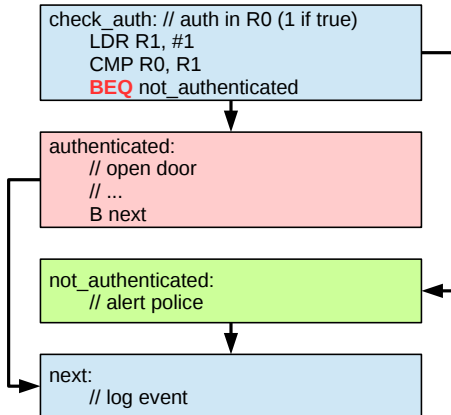 check_auth: // auth in R0 (1 if true)
LDR R1, #1
CMP R0, R1
BEQ not_authenticated
authenticated:
// open door
// ...
B next
not_authenticated:
// alert police
next:
// log event